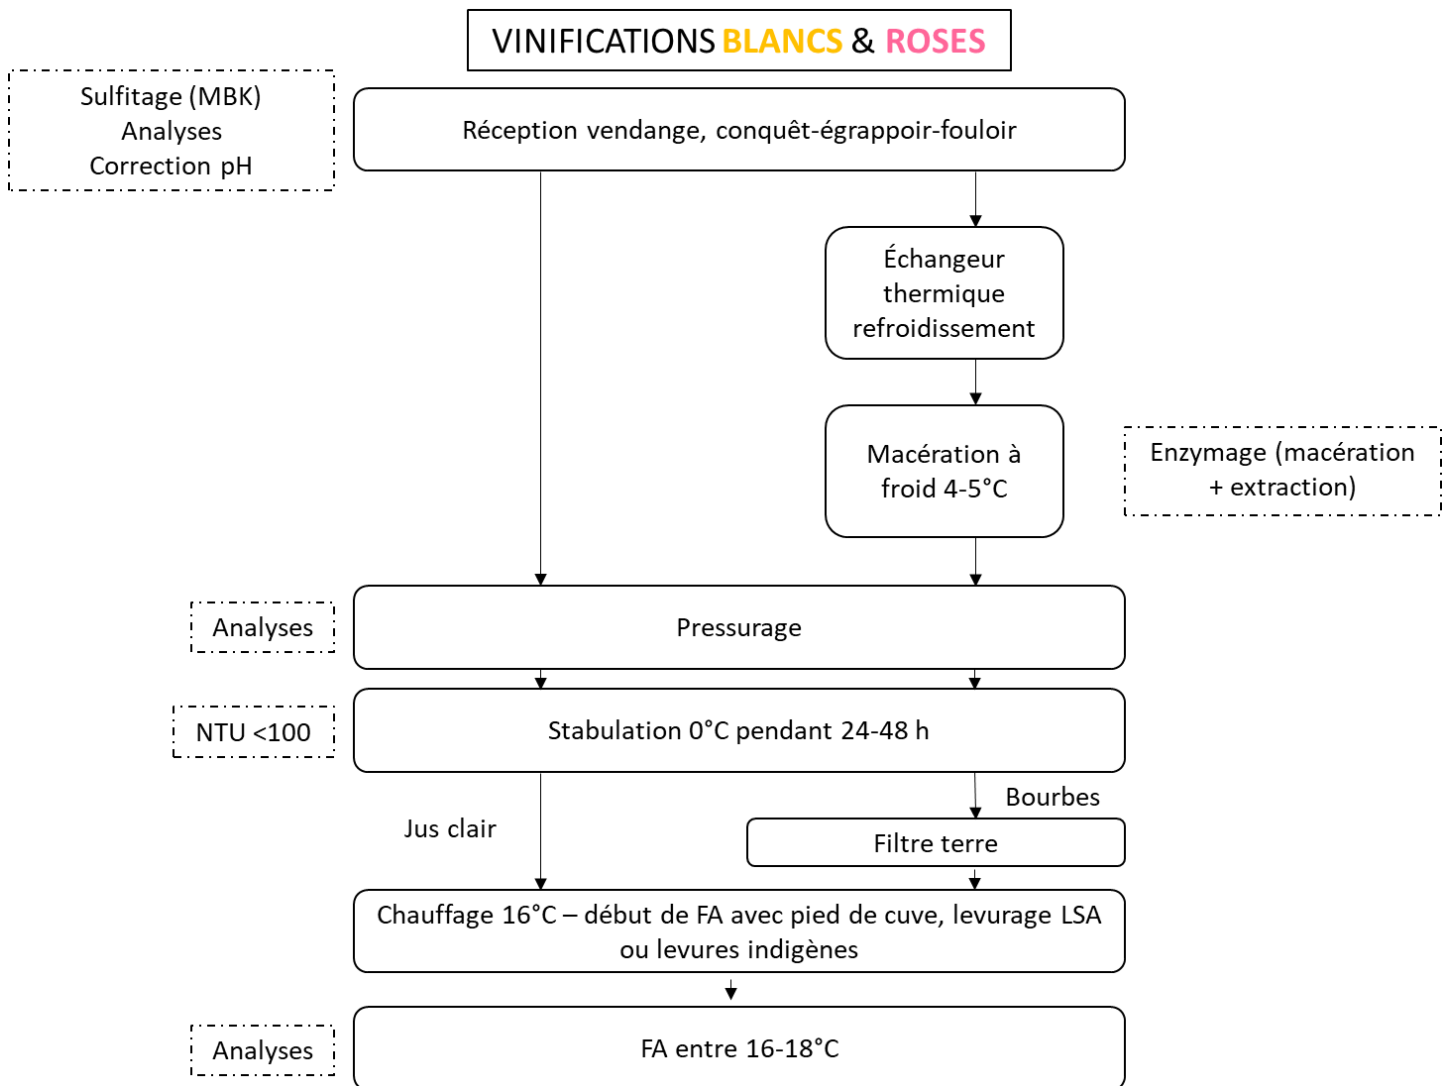 VINIFICATIONS BLANCS & ROSES
Sulfitage (MBK)
Analyses
Correction pH
Réception vendange, conquêt-égrappoir-fouloir
Échangeur
thermique
refroidissement
Macération à
froid 4-5°C
Enzymage (macération
+ extraction)
Analyses
Pressurage
NTU <100
Stabulation 0°C pendant 24-48 h
Jus clair
Bourbes
Filtre terre
Chauffage 16°C – début de FA avec pied de cuve, levurage LSA
ou levures indigènes
Analyses
FA entre 16-18°C